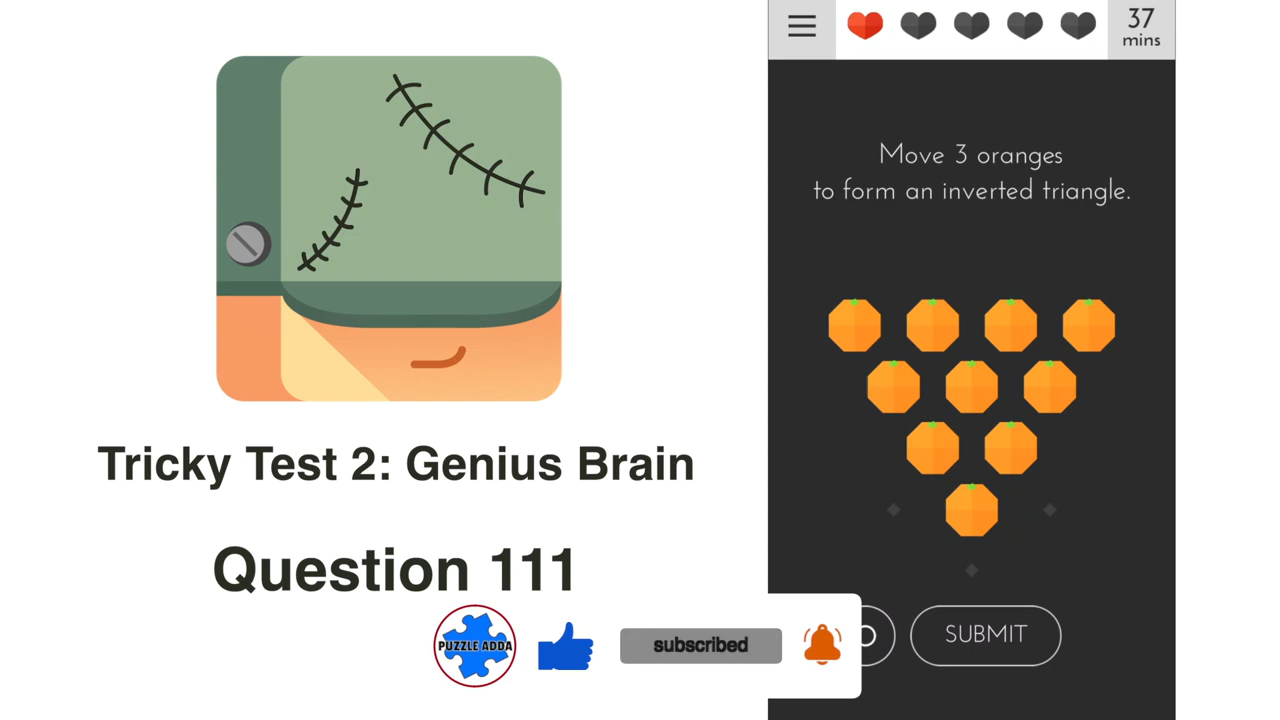 37
mins
Move 3 oranges
to form an inverted triangle.
Tricky Test 2: Genius Brain
Question 111
PUZZLE ADDA
subscribed
O
SUBMIT